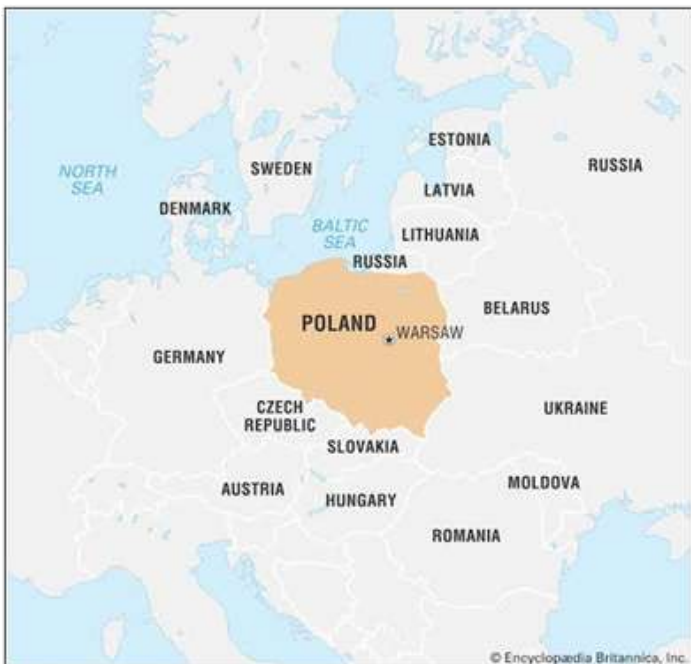 ESTONIA
RUSSIA
NORTH
SEA
SWEDEN
LATVIA
DENMARK
BALTIC
SEA
LITHUANIA
RUSSIA
BELARUS
POLAND
WARSAW
GERMANY
CZECH
REPUBLIC
UKRAINE
SLOVAKIA
MOLDOVA
AUSTRIA
HUNGARY
ROMANIA
© Encyclopædia Britannica, Inc.